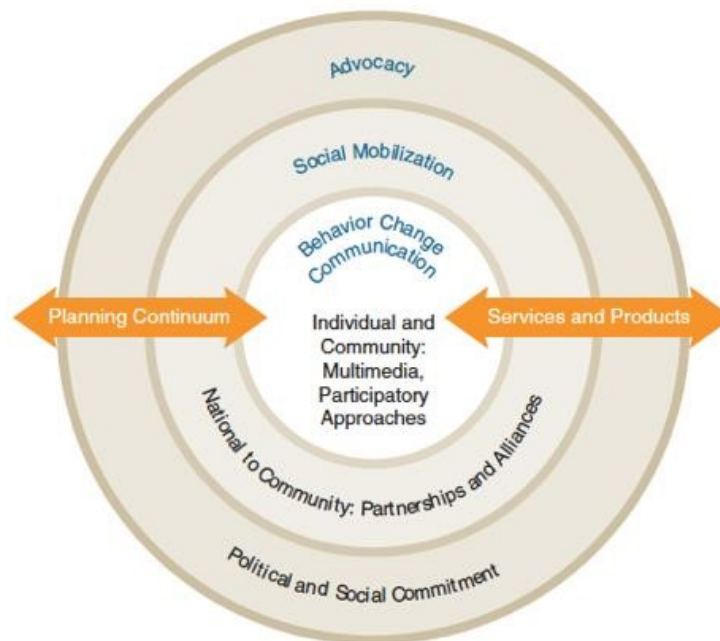 Advocacy
Social Mobilization
Behavior Change
Communication
Planning Continuum
Services and Products
Individual and
Community:
Multimedia,
Participatory
Approaches
National to Community: Partnerships and Alliances
Political and Social Commitment